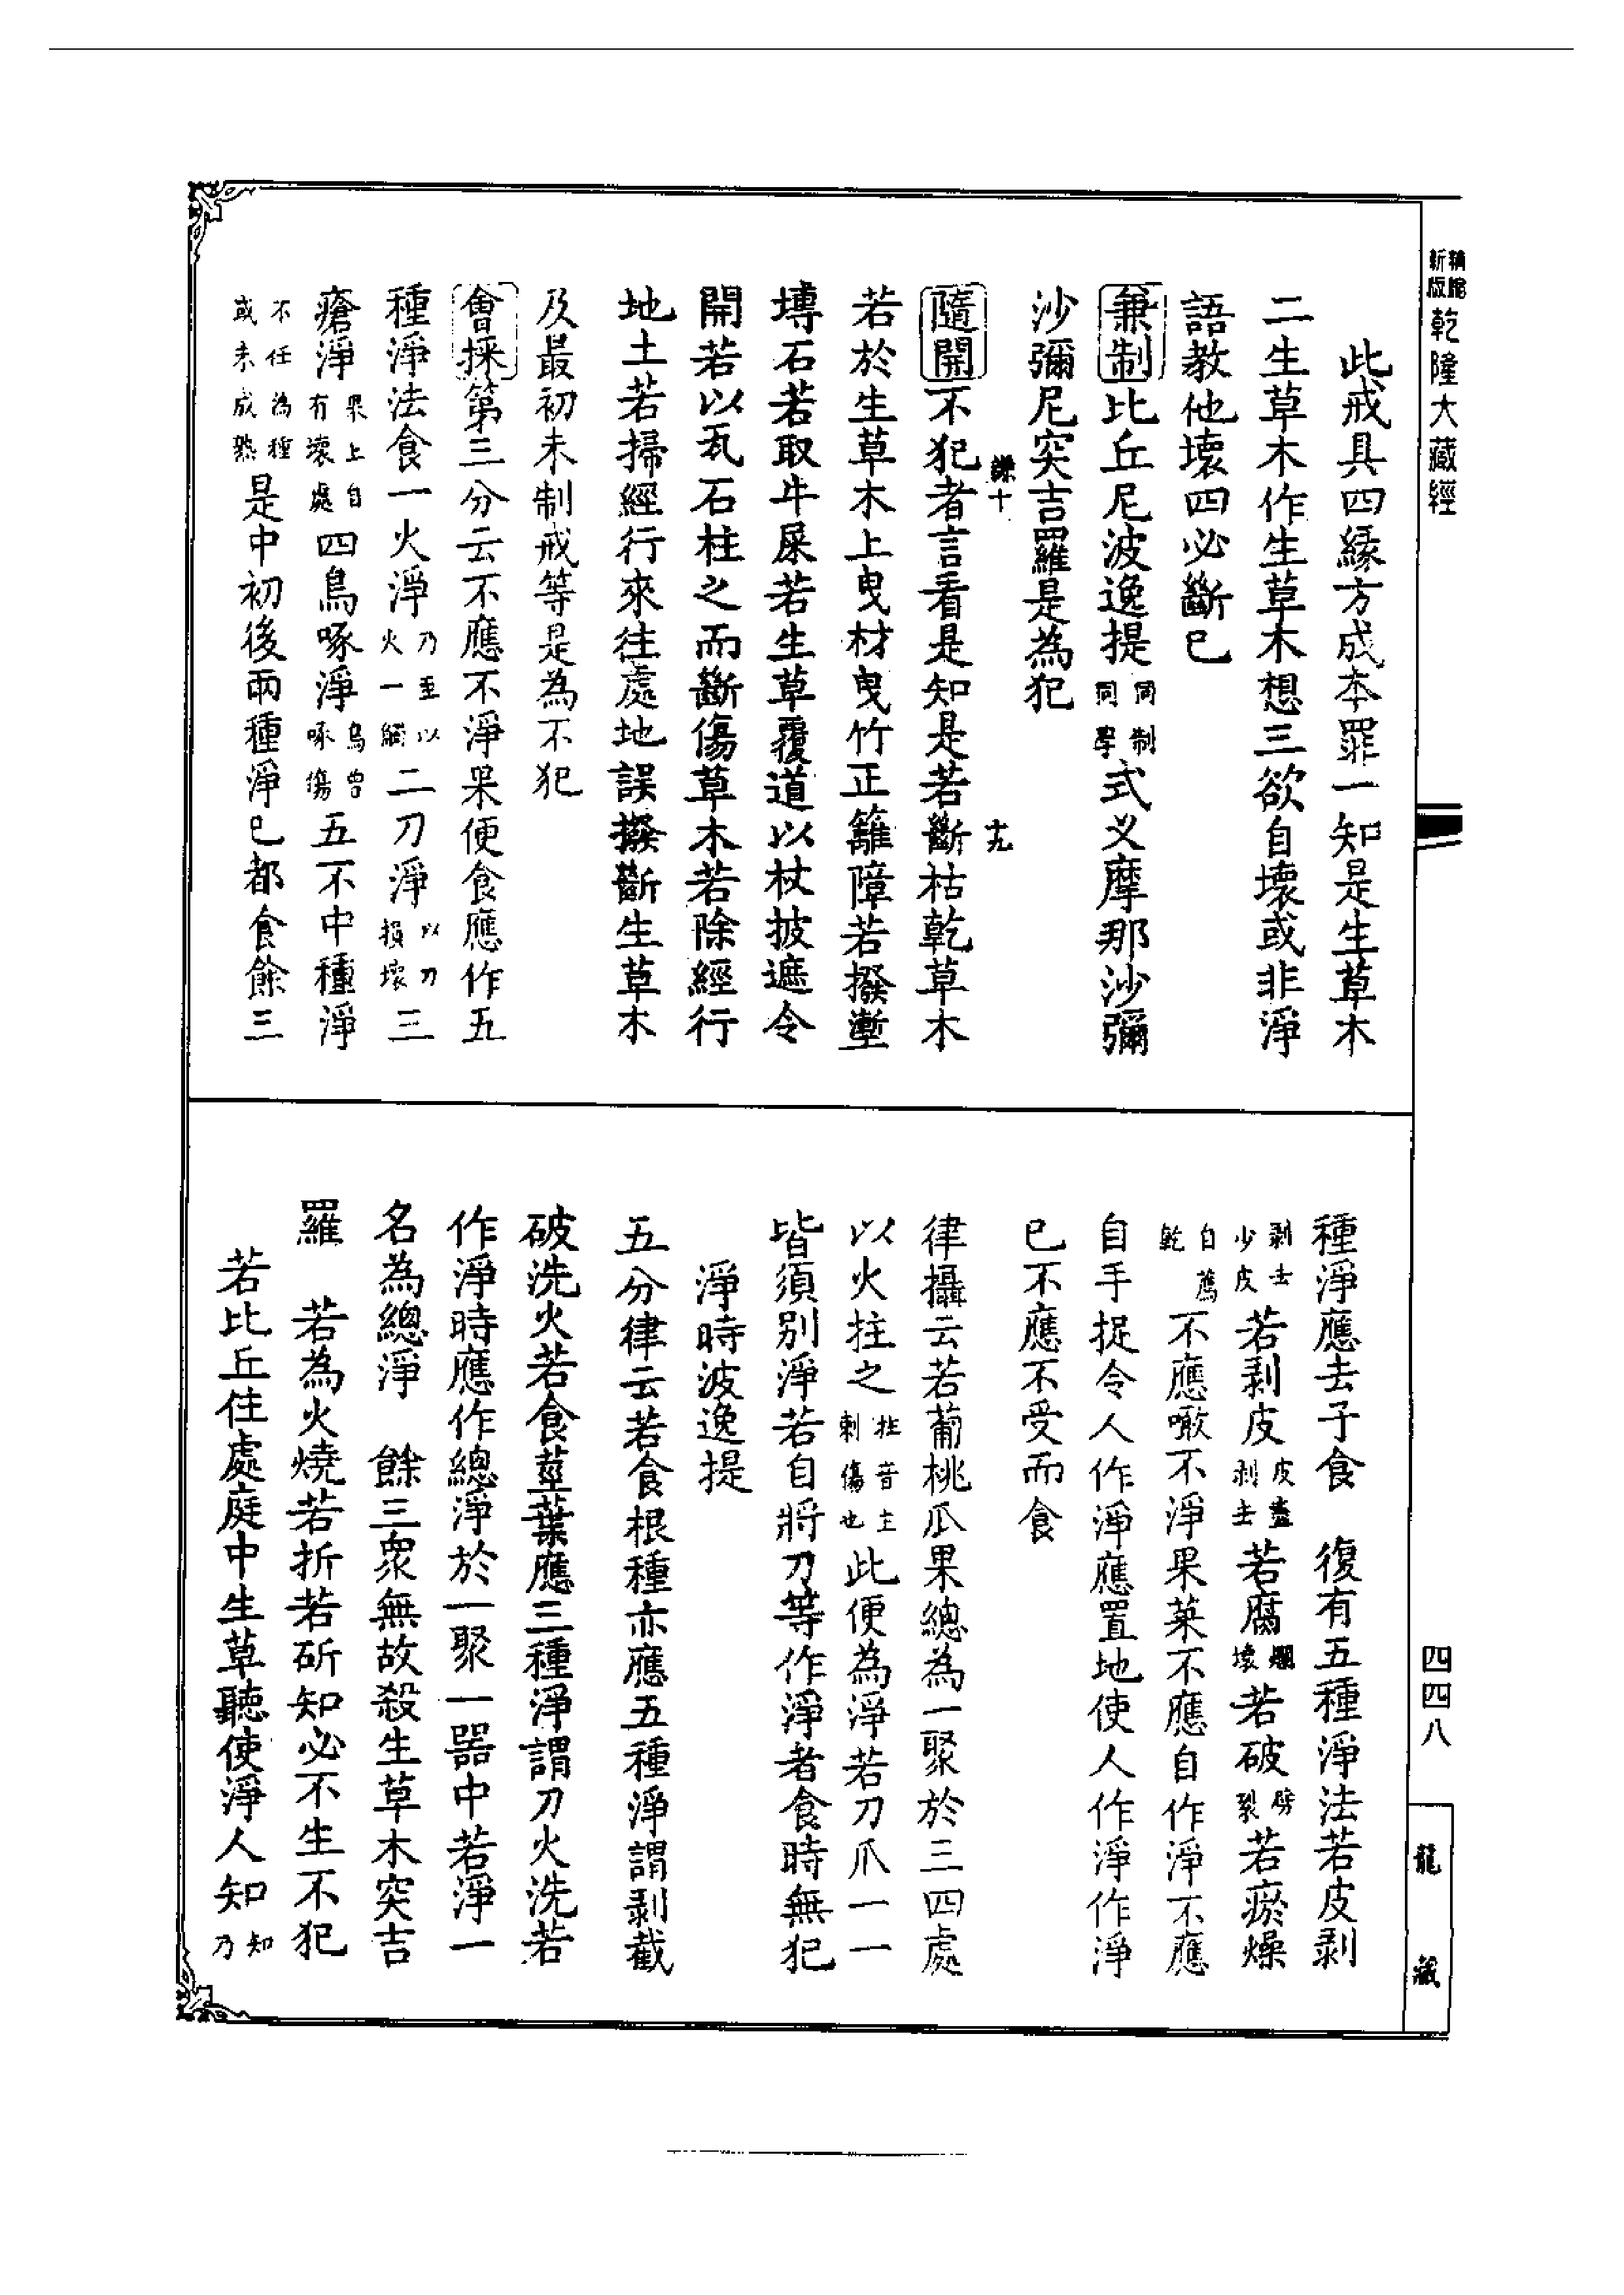 新版精縮乾隆大藏經
此戒具四緣方成本罪一知是生草木
二生草木作生草木想三欲自壞或非淨
語教他壞四必斷已
兼制比丘尼波逸提同制同學式义摩那沙彌
沙彌尼突吉羅是為犯
隨開不犯者言看是知是若斷枯乾草木
若於生草木上曳材曳竹正籬障若撥墼
塼石若取牛屎若生草覆道以杖披遮令
開若以瓦石柱之而斷傷草木若除經行
地土若掃經行來往處地誤撥斷生草木
及最初未制戒等是為不犯
會採第三分云不應不淨果便食應作五
種淨法食一火淨乃至以火一觸二刀淨以刀損壞三
瘡淨果上自有壞處四鳥啄淨烏曾啄傷五不中種淨
不任為種或未成熟是中初後兩種淨已都食餘三
種淨應去子食　復有五種淨法若皮剥
剥去少皮若剥皮皮盡剥去若腐爛壞若破劈裂若瘀燥
自蔫乾不應噉不淨果菜不應自作淨不應
自手捉令人作淨應置地使人作淨作淨
已不應不受而食
律攝云若葡桃瓜果總為一聚於三四處
以火拄之拄音主刺傷也此便為淨若刀爪一一
皆須別淨若自將刀等作淨者食時無犯
淨時波逸提
五分律云若食根種亦應五種淨謂剥截
破洗火若食莖葉應三種淨謂刀火洗若
作淨時應作總淨於一聚一器中若淨一
名為總淨　餘三衆無故殺生草木突吉
羅　若為火燒若折若斫知必不生不犯
若比丘住處庭中生草聽使淨人知知乃
十九
四四八
龍藏